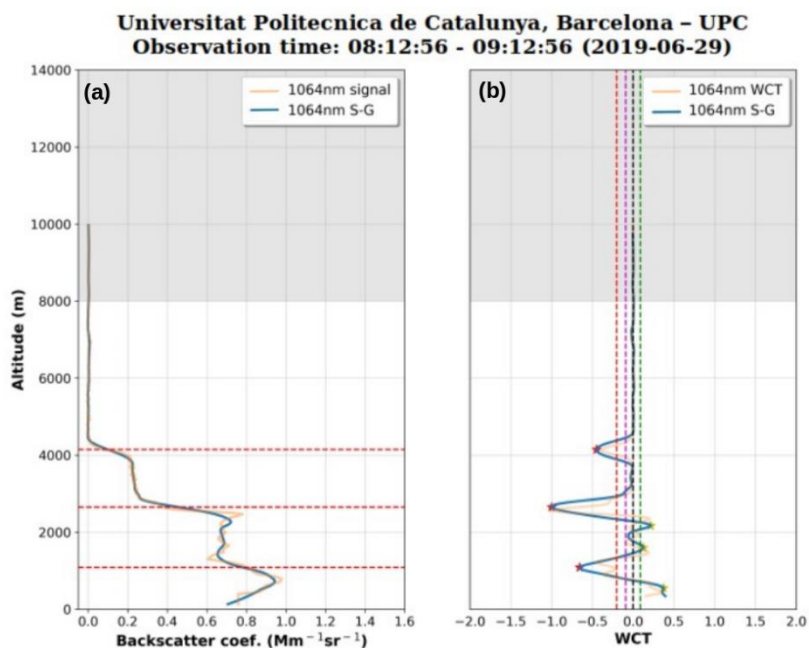 Universitat Politecnica de Catalunya, Barcelona – UPC
Observation time: 08:12:56 - 09:12:56 (2019-06-29)
(a)
1064nm signal
1064nm S-G
(b)
1064nm WCT
1064nm S-G
14000
12000
10000
8000
6000
4000
2000
0
Altitude (m)
0.0 0.2 0.4 0.6 0.8 1.0 1.2 1.4 1.6
Backscatter coef. (Mm⁻¹sr⁻¹)
−2.0 −1.5 −1.0 −0.5 0.0 0.5 1.0 1.5 2.0
WCT